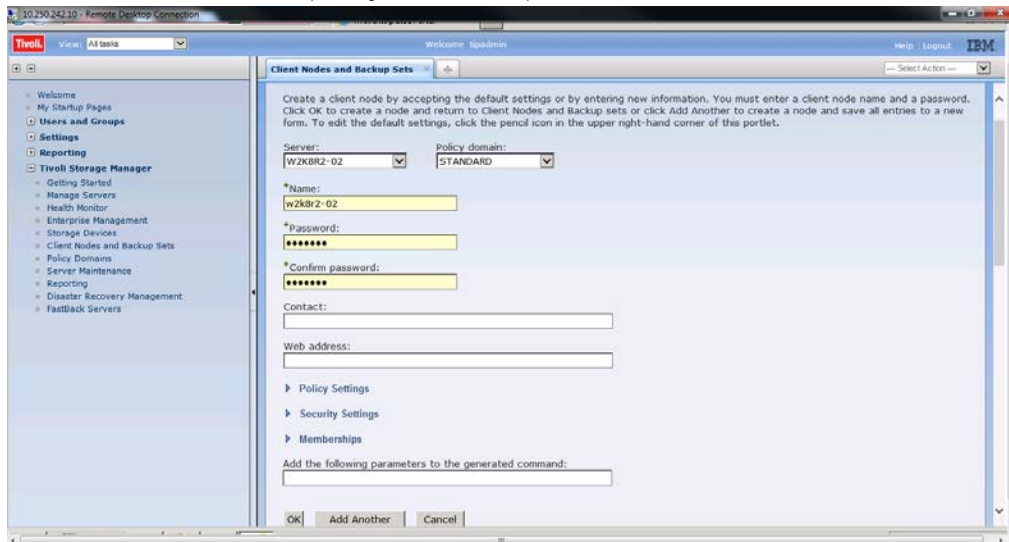 10.250.242.10 - Remote Desktop Connection
Tivoli. View: All tasks Welcome tipadmin Help Logout IBM
Client Nodes and Backup Sets --- Select Action ---
Welcome
My Startup Pages
Users and Groups
Settings
Reporting
Tivoli Storage Manager
Getting Started
Manage Servers
Health Monitor
Enterprise Management
Storage Devices
Client Nodes and Backup Sets
Policy Domains
Server Maintenance
Reporting
Disaster Recovery Management
FastBack Servers
Create a client node by accepting the default settings or by entering new information. You must enter a client node name and a password.
Click OK to create a node and return to Client Nodes and Backup sets or click Add Another to create a node and save all entries to a new
form. To edit the default settings, click the pencil icon in the upper right-hand corner of this portlet.
Server: Policy domain:
W2K8R2-02 STANDARD
*Name:
w2k8r2-02
*Password:
•••••••
*Confirm password:
•••••••
Contact:
Web address:
Policy Settings
Security Settings
Memberships
Add the following parameters to the generated command:
OK Add Another Cancel